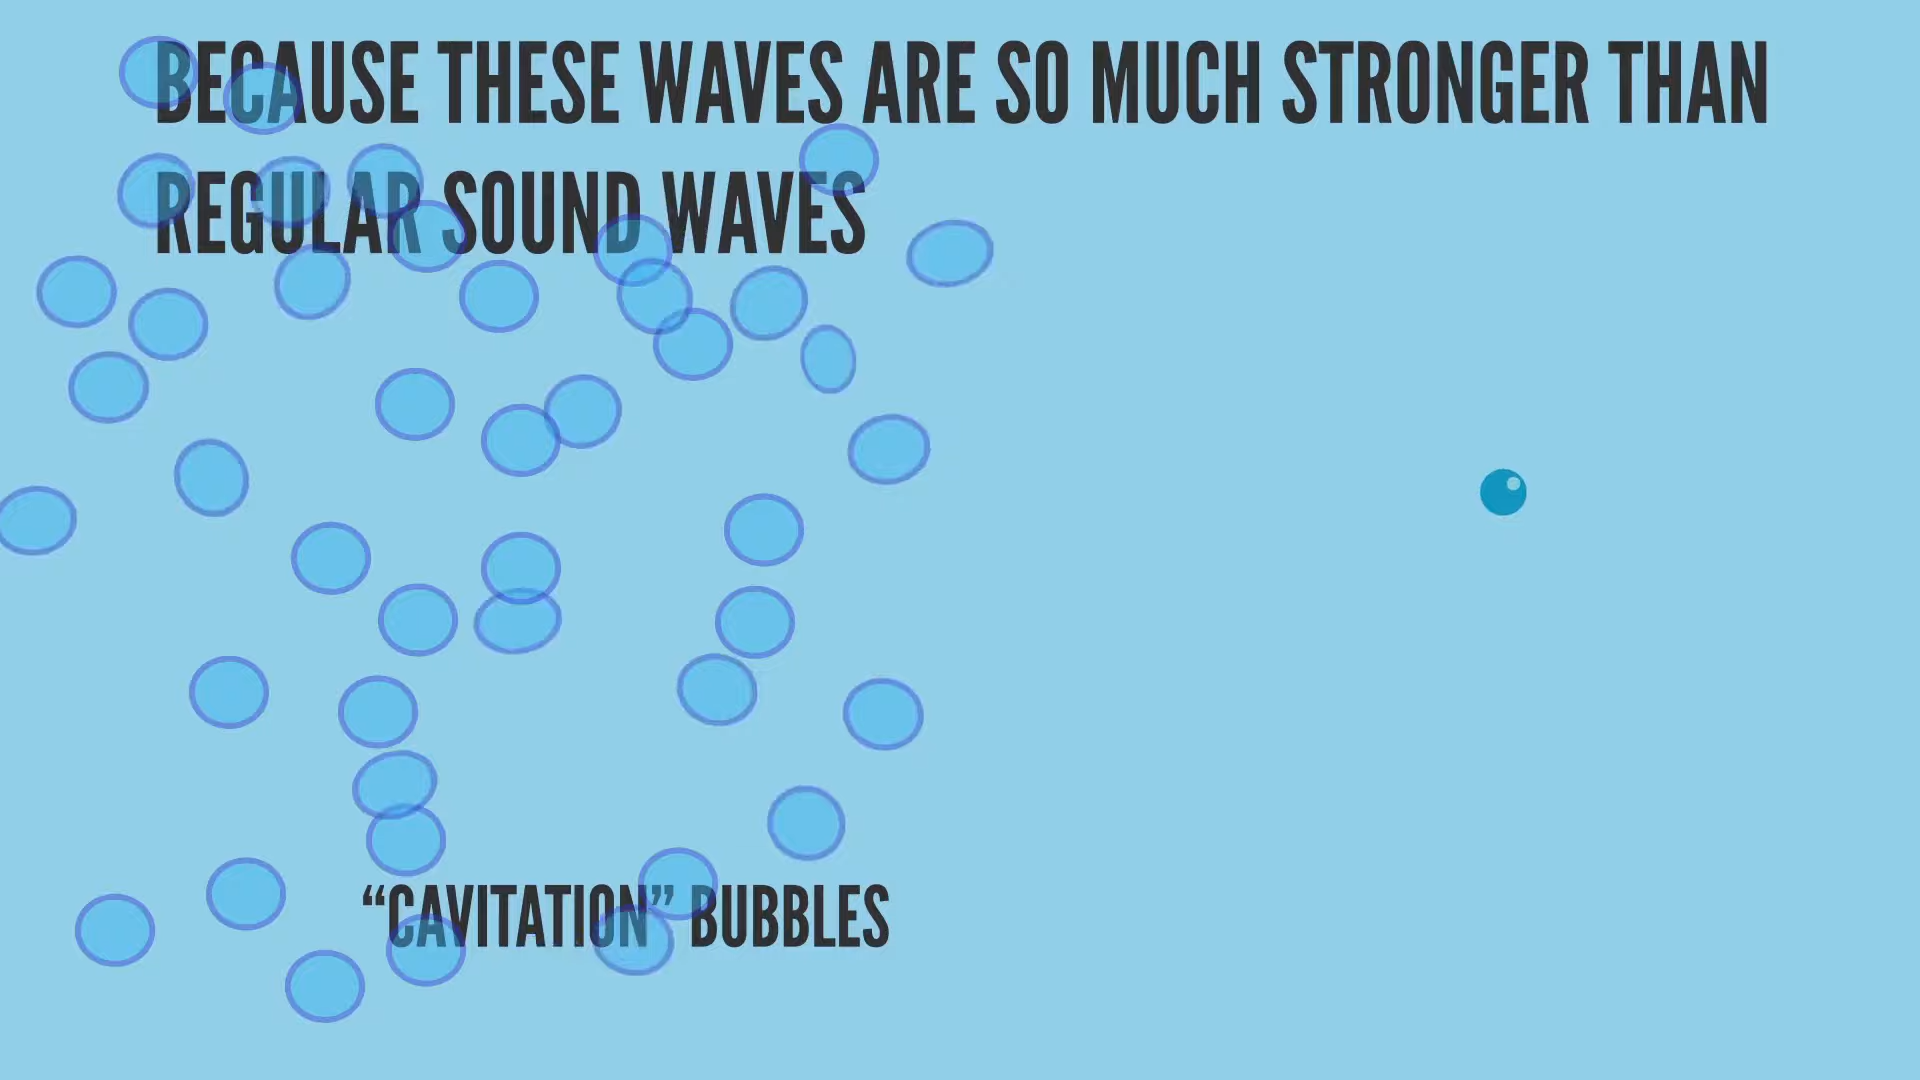 BECAUSE THESE WAVES ARE SO MUCH STRONGER THAN
REGULAR SOUND WAVES
“CAVITATION” BUBBLES